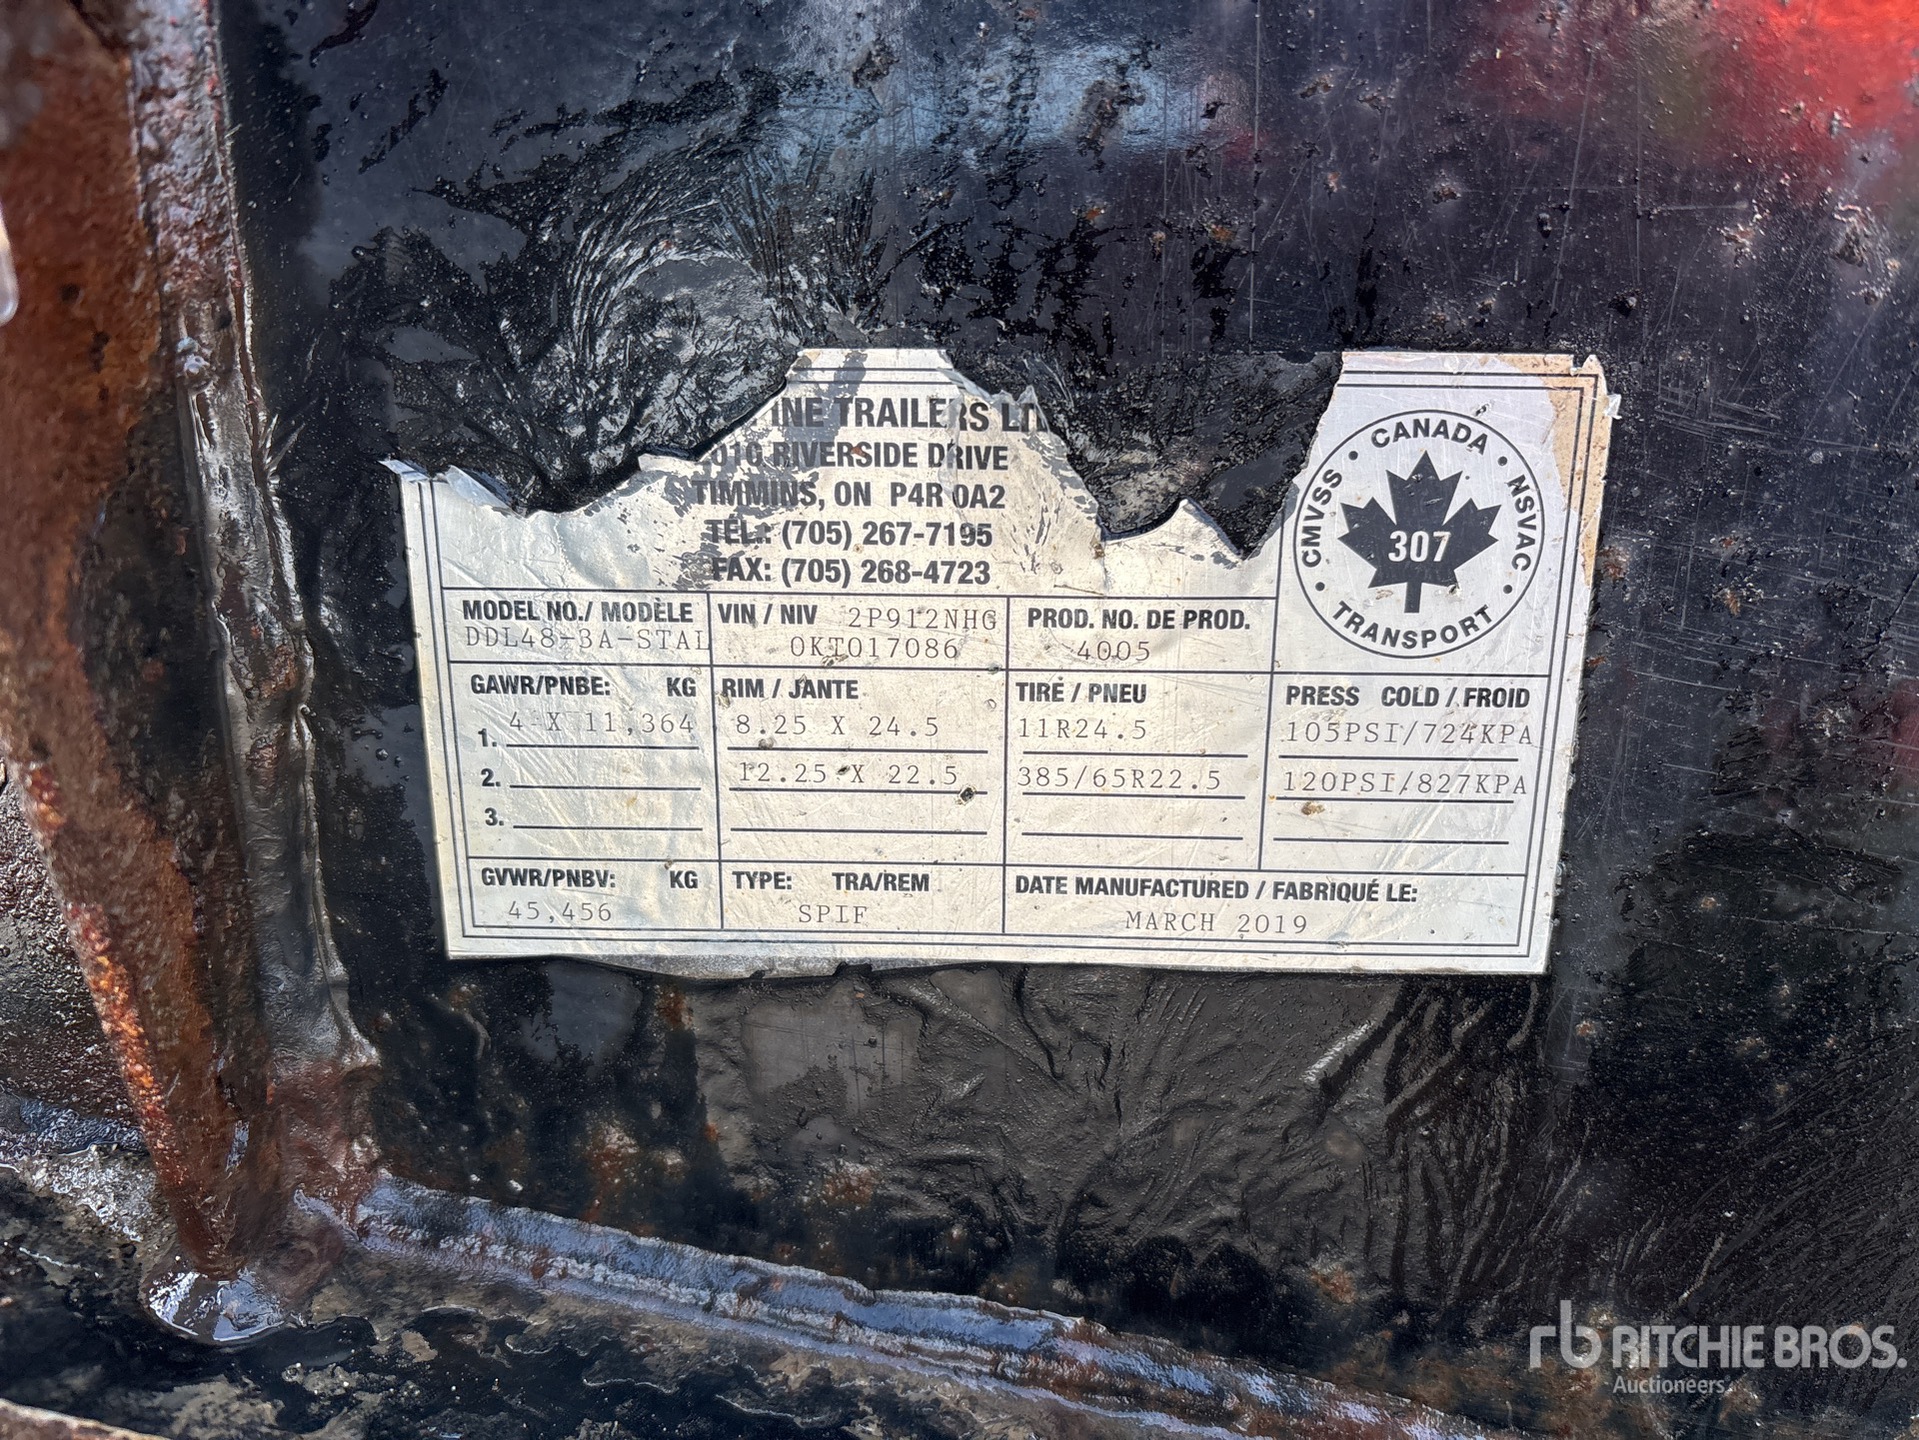 INE TRAILERS LT
RIVERSIDE DRIVE
TIMMINS, ON P4R 0A2
TEL.: (705) 267-7195
FAX: (705) 268-4723
CMVSS • CANADA • NSVAC • TRANSPORT •
307
MODEL NO./ MODÈLE
DDL48-3A-STAL
VIN / NIV 2P912NHG
0KT017086
PROD. NO. DE PROD.
4005
GAWR/PNBE: KG
1. 4 X 11,364
2.
3.
RIM / JANTE
8.25 X 24.5
12.25 X 22.5
TIRE / PNEU
11R24.5
385/65R22.5
PRESS COLD / FROID
105PSI/724KPA
120PSI/827KPA
GVWR/PNBV: KG
45,456
TYPE: TRA/REM
SPIF
DATE MANUFACTURED / FABRIQUÉ LE:
MARCH 2019
rb RITCHIE BROS.
Auctioneers